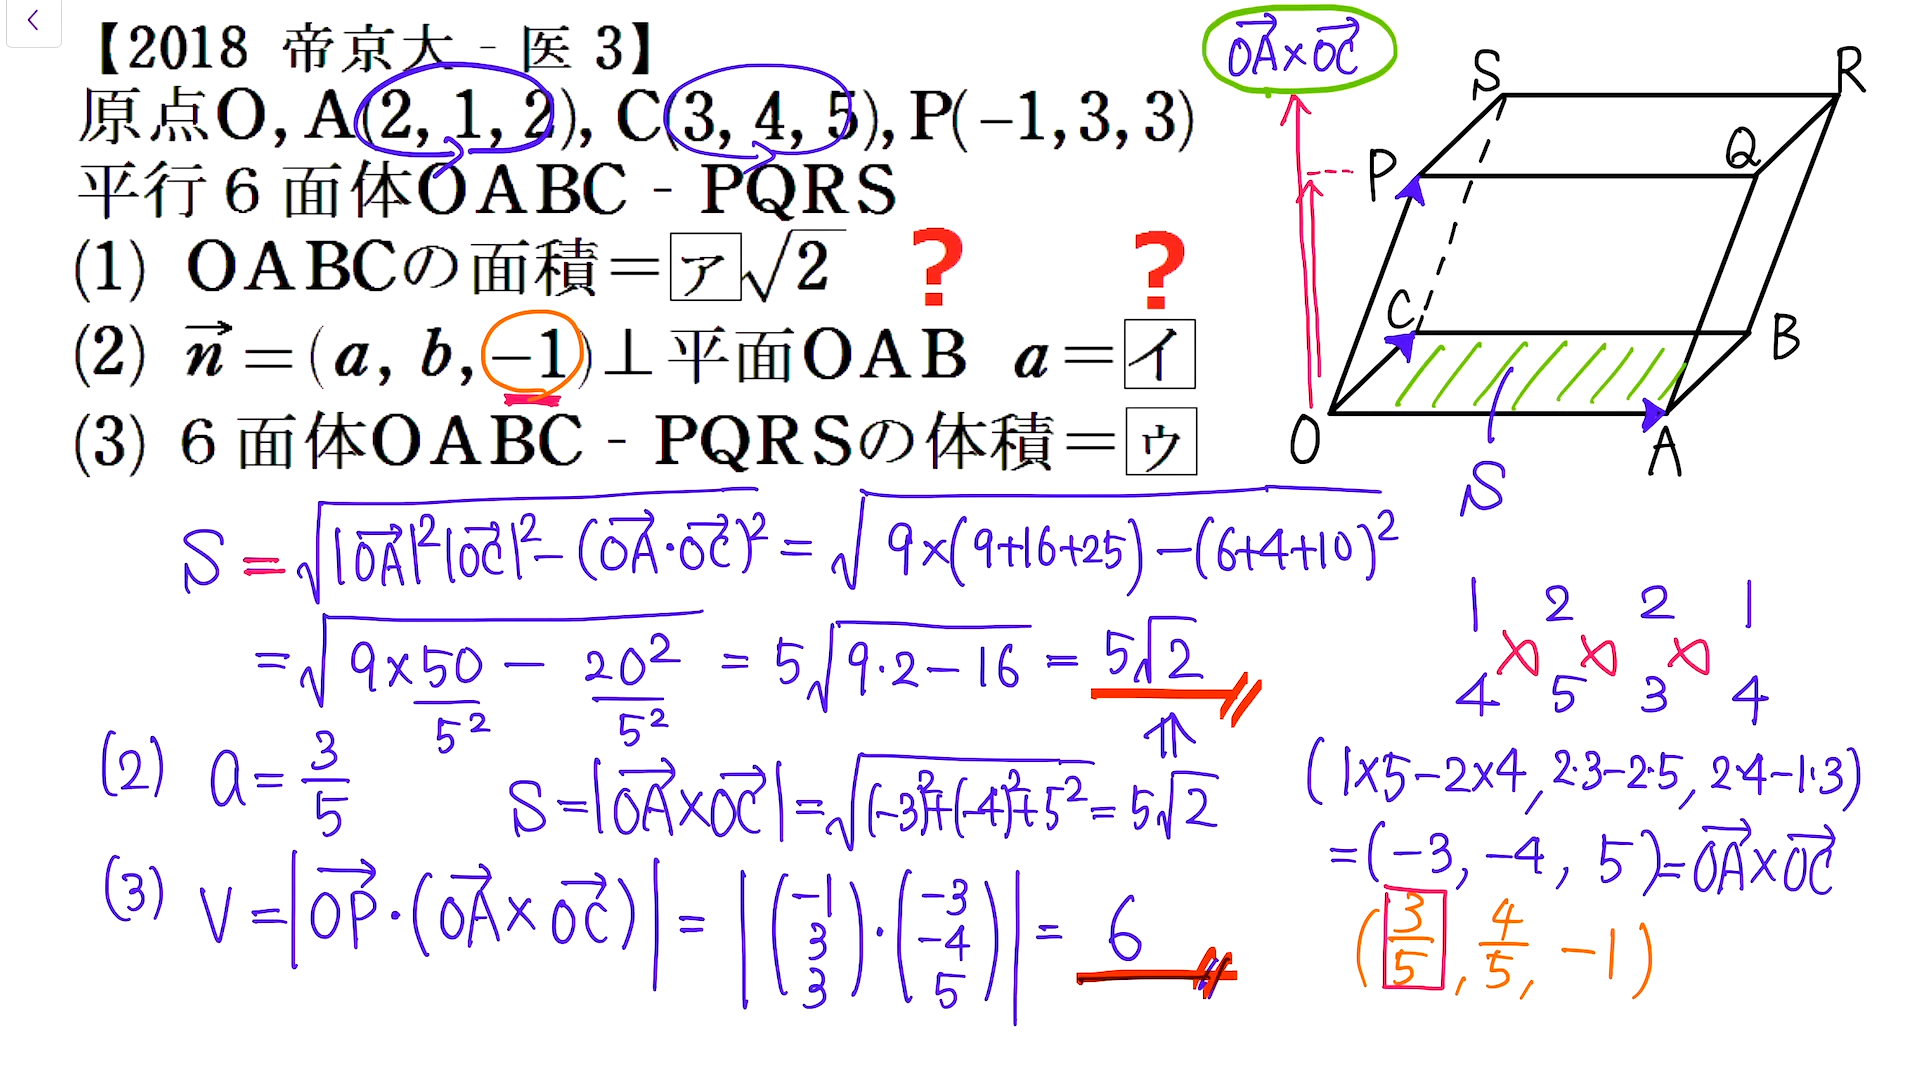 【2018 帝京大 - 医 3】
原点O, A(2, 1, 2), C(3, 4, 5), P(−1, 3, 3)
平行6面体OABC - PQRS
(1) OABCの面積＝ア√2 ? ?
(2) n→＝(a, b, −1)⊥平面OAB a＝イ
(3) 6面体OABC - PQRSの体積＝ウ
OA→×OC→
S
R
P
Q
C
B
O
A
S
S = √(|OA→|²|OC→|² − (OA→·OC→)²) = √(9×(9+16+25)−(6+4+10)²)
= √(9×50 − 20²) = 5√(9·2−16) = 5√2
5² 5²
(2) a = 3/5 S = |OA→×OC→| = √((-3)²+(-4)²+5²) = 5√2
(3) V = |OP→·(OA→×OC→)| = |(−1 3 3)·(−3 −4 5)| = 6
1 2 2 1
4 5 3 4
(1×5−2×4, 2·3−2·5, 2·4−1·3)
= (−3, −4, 5) = OA→×OC→
(3/5, 4/5, −1)